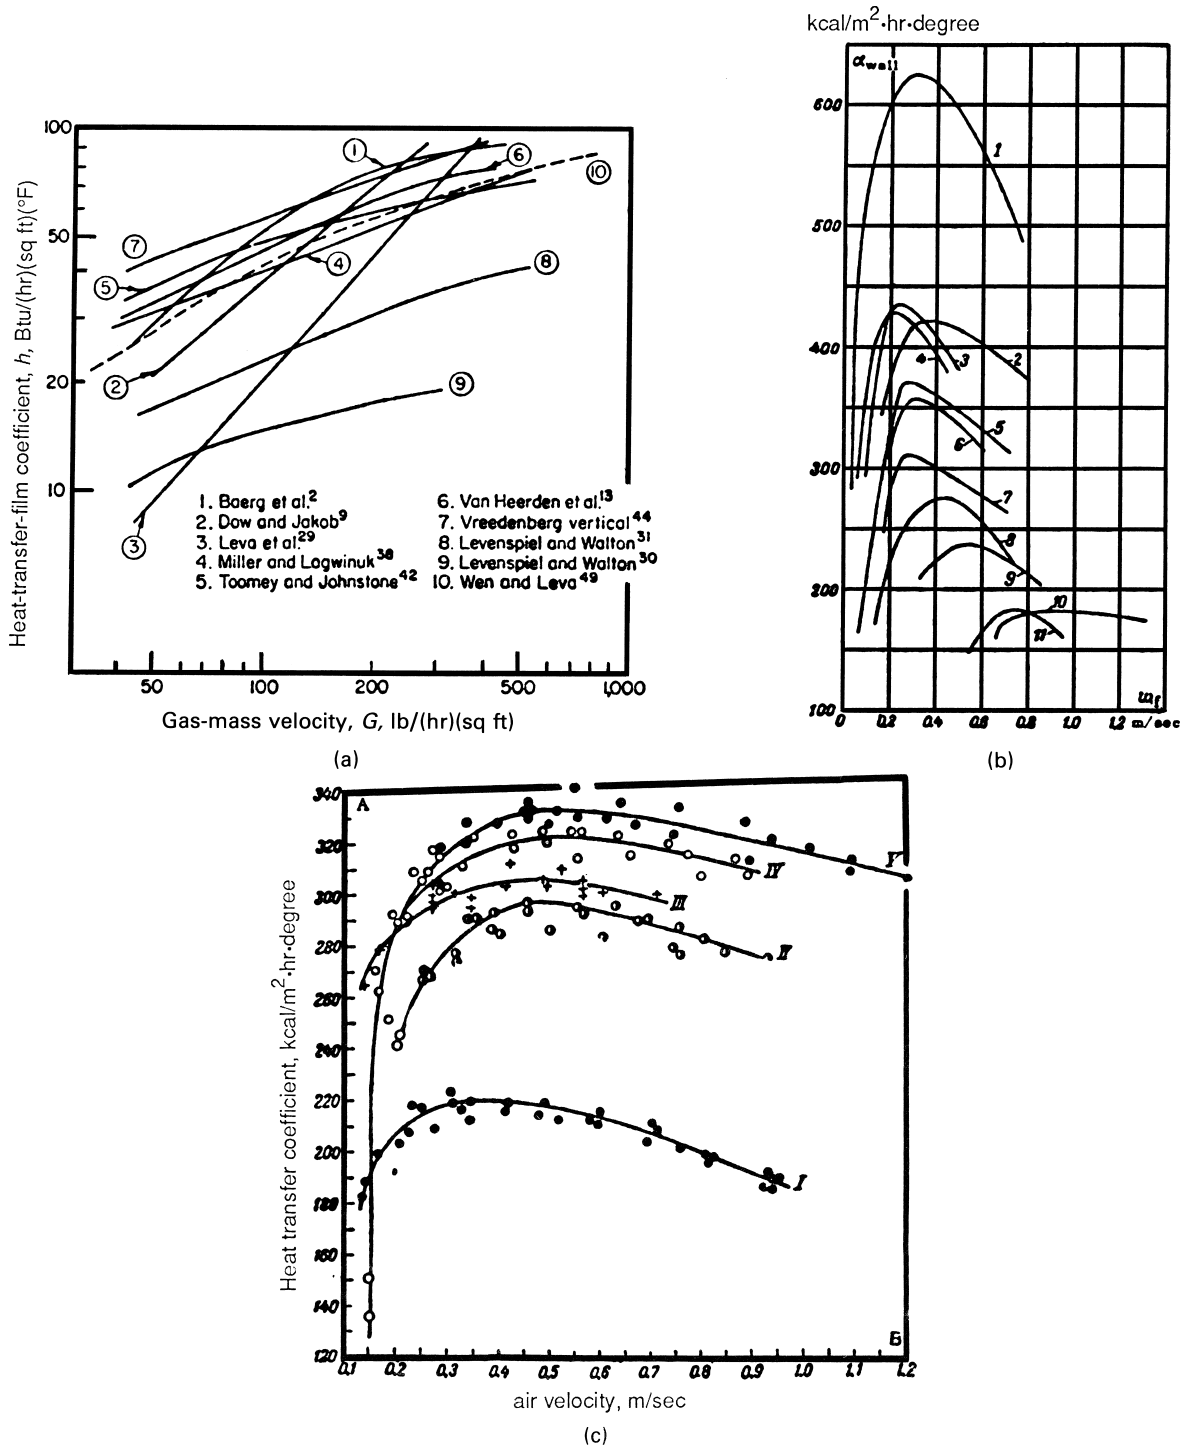 kcal/m²·hr·degree
Heat-transfer-film coefficient, h, Btu/(hr)(sq ft)(°F)
100
50
20
10
1
6
10
7
5
4
8
2
9
3
1. Baerg et al.²
2. Dow and Jakob⁹
3. Leva et al.²⁹
4. Miller and Logwinuk³⁸
5. Toomey and Johnstone⁴²
6. Van Heerden et al.¹³
7. Vreedenberg vertical⁴⁴
8. Levenspiel and Walton³¹
9. Levenspiel and Walton³⁰
10. Wen and Leva⁴⁹
50 100 200 500 1,000
Gas-mass velocity, G, lb/(hr)(sq ft)
(a)
α wall
600
500
400
300
200
100
1
2
3
4
5
6
7
8
9
10
11
0 0.2 0.4 0.6 0.8 1.0 1.2 m/sec
(b)
Heat transfer coefficient, kcal/m²·hr·degree
340
320
300
280
260
240
220
200
180
160
140
120
A
V
IV
III
II
I
Б
0.1 0.2 0.3 0.4 0.5 0.6 0.7 0.8 0.9 1.0 1.1 1.2
air velocity, m/sec
(c)